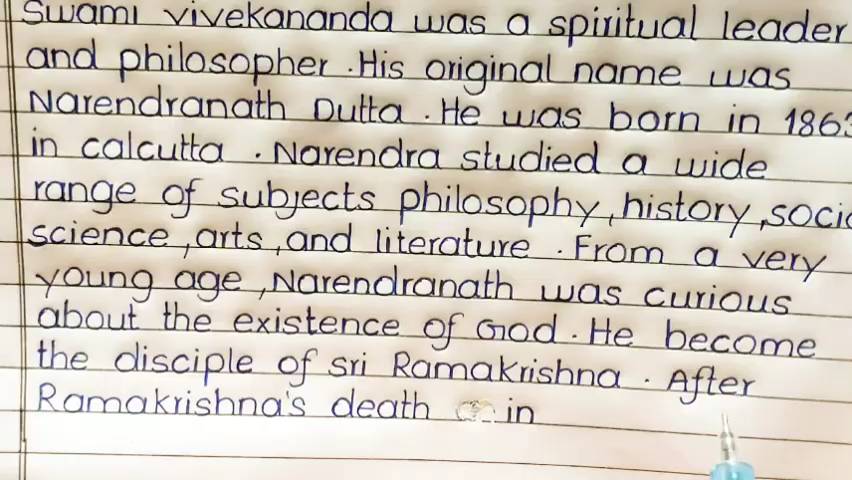 Swami vivekananda was a spiritual leader
and philosopher. His original name was
Narendranath Dutta. He was born in 1863
in calcutta. Narendra studied a wide
range of subjects philosophy, history, socia
science, arts, and literature. From a very
young age, Narendranath was curious
about the existence of God. He become
the disciple of sri Ramakrishna. After
Ramakrishna's death in